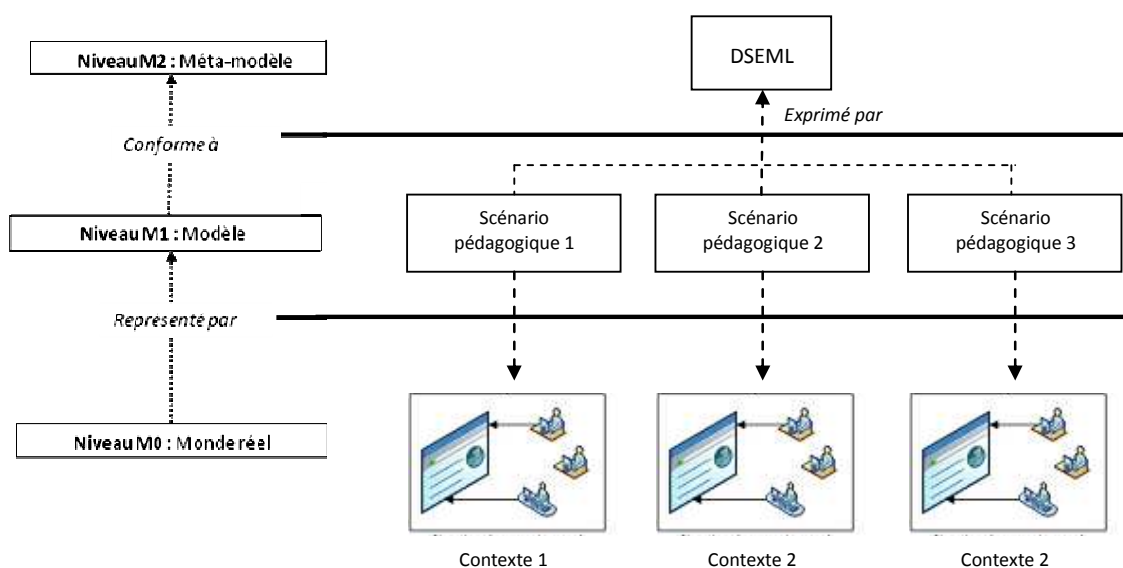 Niveau M2 : Méta-modèle
DSEML
Exprimé par
Conforme à
Niveau M1 : Modèle
Scénario
pédagogique 1
Scénario
pédagogique 2
Scénario
pédagogique 3
Represente par
Niveau M0 : Monde réel
Contexte 1
Contexte 2
Contexte 2